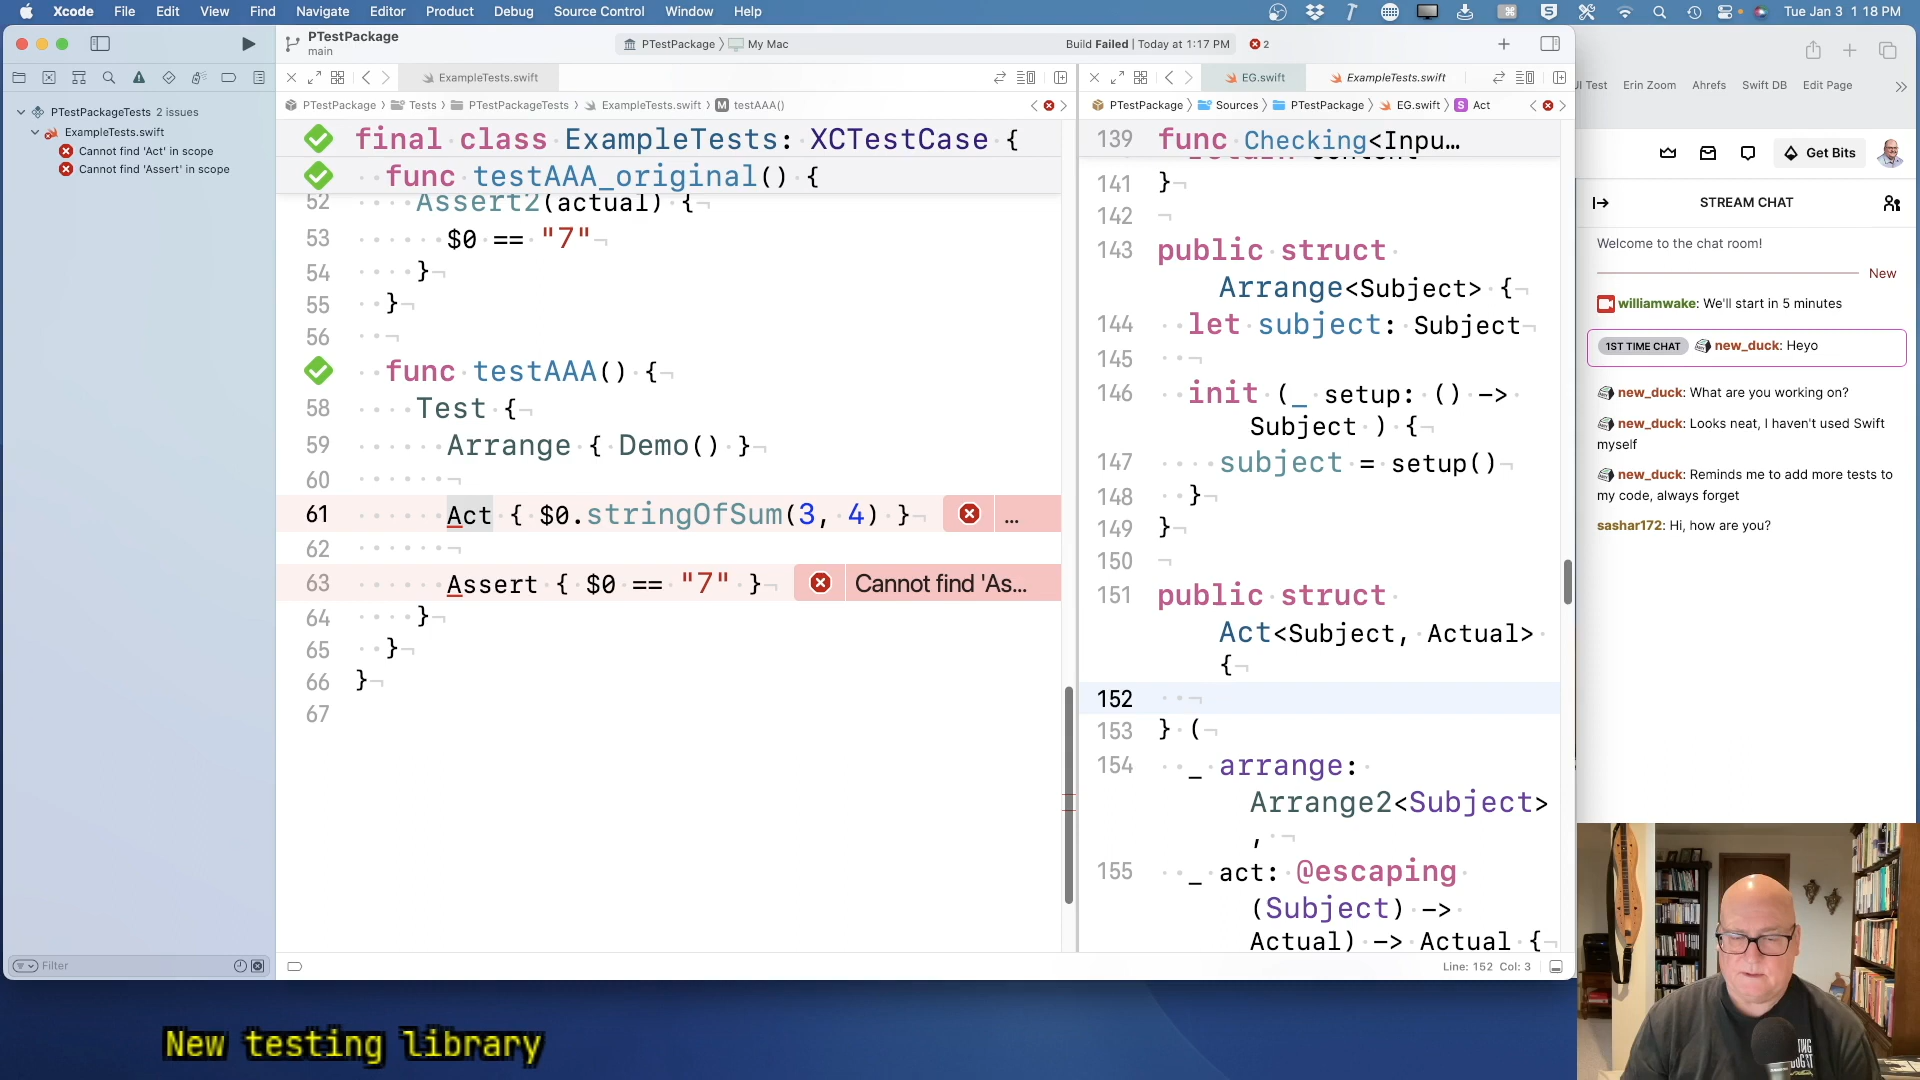 Xcode File Edit View Find Navigate Editor Product Debug Source Control Window Help
Tue Jan 3 1 18 PM
PTestPackage
main
PTestPackage My Mac
Build Failed | Today at 1:17 PM
2
ExampleTests.swift
EG.swift
ExampleTests.swift
PTestPackage Tests PTestPackageTests ExampleTests.swift M testAAA()
PTestPackage Sources PTestPackage EG.swift S Act
PTestPackageTests 2 issues
ExampleTests.swift
Cannot find 'Act' in scope
Cannot find 'Assert' in scope
final class ExampleTests: XCTestCase {
func testAAA_original() {
52 Assert2(actual) {
53 $0 == "7"
54 }
55 }
56
func testAAA() {
58 Test {
59 Arrange { Demo() }
60
61 Act { $0.stringOfSum(3, 4) } ...
62
63 Assert { $0 == "7" } Cannot find 'As...
64 }
65 }
66 }
67
139 func Checking<Inpu...
141 }
142
143 public struct
Arrange<Subject> {
144 let subject: Subject
145
146 init (_ setup: () ->
Subject ) {
147 subject = setup()
148 }
149 }
150
151 public struct
Act<Subject, Actual>
{
152
153 } (
154 _ arrange:
Arrange2<Subject>
,
155 _ act: @escaping
(Subject) ->
Actual) -> Actual {
Filter
Line: 152 Col: 3
UI Test Erin Zoom Ahrefs Swift DB Edit Page
Get Bits
STREAM CHAT
Welcome to the chat room!
New
williamwake: We'll start in 5 minutes
1ST TIME CHAT new_duck: Heyo
new_duck: What are you working on?
new_duck: Looks neat, I haven't used Swift
myself
new_duck: Reminds me to add more tests to
my code, always forget
sashar172: Hi, how are you?
New testing library